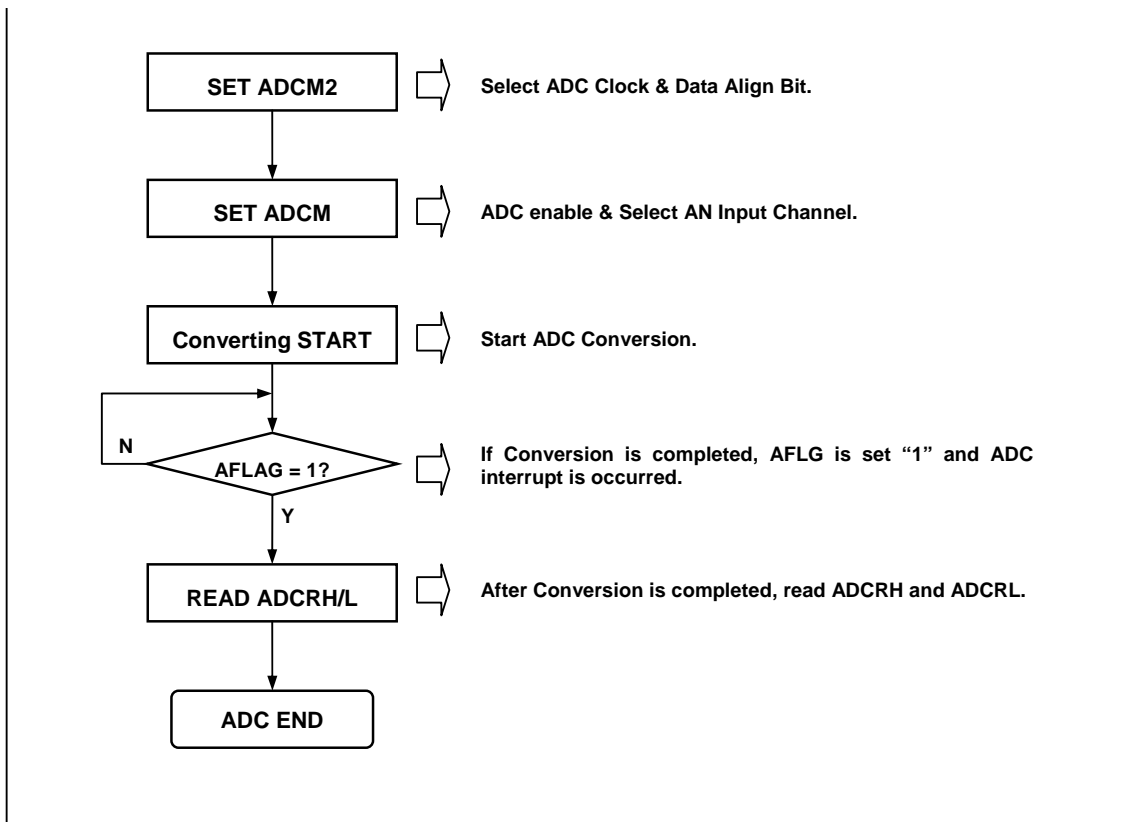 SET ADCM2
Select ADC Clock & Data Align Bit.
SET ADCM
ADC enable & Select AN Input Channel.
Converting START
Start ADC Conversion.
N
AFLAG = 1?
If Conversion is completed, AFLG is set “1” and ADC
interrupt is occurred.
Y
READ ADCRH/L
After Conversion is completed, read ADCRH and ADCRL.
ADC END